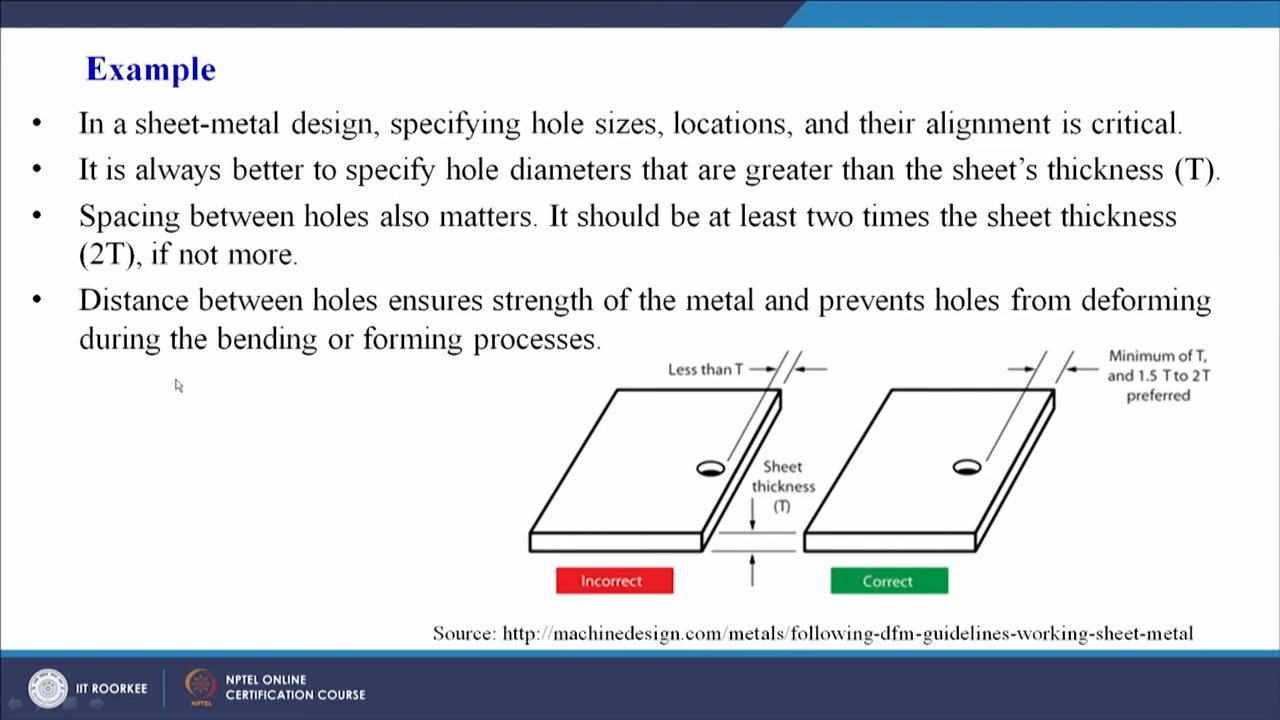 Example
• In a sheet-metal design, specifying hole sizes, locations, and their alignment is critical.
• It is always better to specify hole diameters that are greater than the sheet’s thickness (T).
• Spacing between holes also matters. It should be at least two times the sheet thickness
(2T), if not more.
• Distance between holes ensures strength of the metal and prevents holes from deforming
during the bending or forming processes.
Less than T
Sheet
thickness
(T)
Minimum of T,
and 1.5 T to 2T
preferred
Incorrect
Correct
Source: http://machinedesign.com/metals/following-dfm-guidelines-working-sheet-metal
IIT ROORKEE
NPTEL
NPTEL ONLINE
CERTIFICATION COURSE